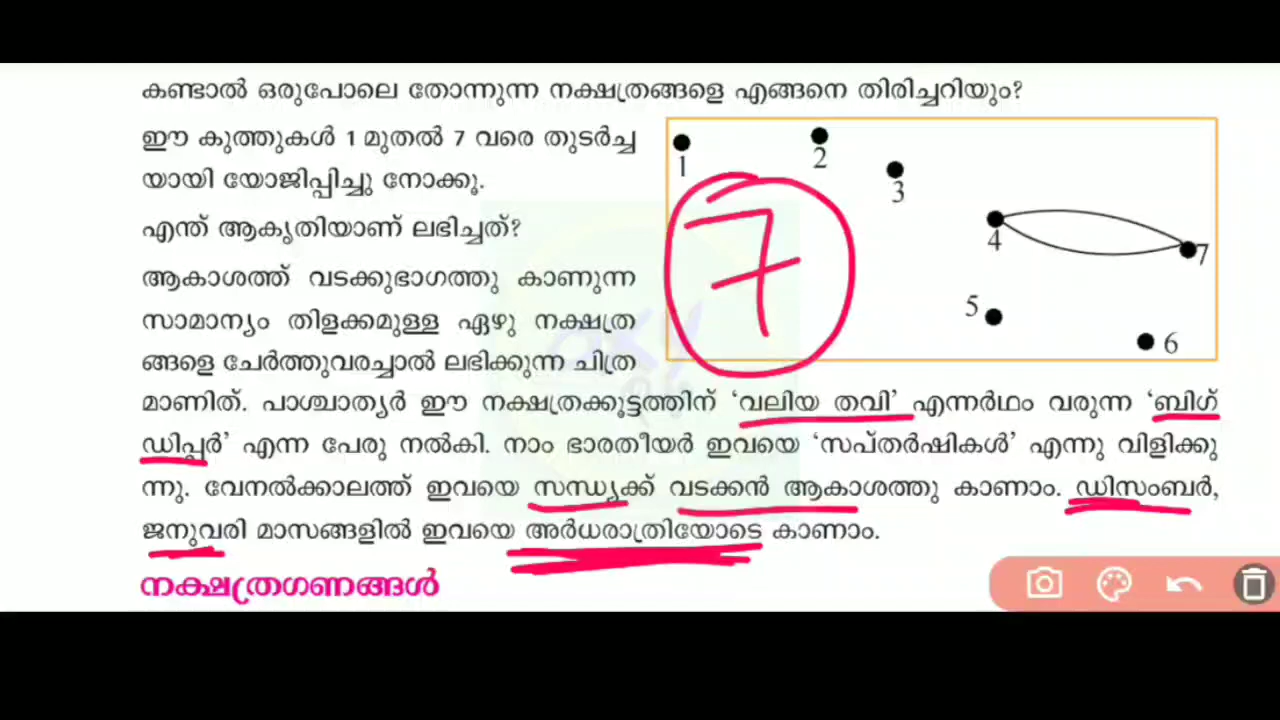 കണ്ടാൽ ഒരുപോലെ തോന്നുന്ന നക്ഷത്രങ്ങളെ എങ്ങനെ തിരിച്ചറിയും?
ഈ കുത്തുകൾ 1 മുതൽ 7 വരെ തുടർച്ച
യായി യോജിപ്പിച്ചു നോക്കൂ.
എന്ത് ആകൃതിയാണ് ലഭിച്ചത്?
ആകാശത്ത് വടക്കുഭാഗത്തു കാണുന്ന
സാമാന്യം തിളക്കമുള്ള ഏഴു നക്ഷത്ര
ങ്ങളെ ചേർത്തുവരച്ചാൽ ലഭിക്കുന്ന ചിത്ര
1
2
3
4
7
5
6
7
മാണിത്. പാശ്ചാത്യർ ഈ നക്ഷത്രക്കൂട്ടത്തിന് ‘വലിയ തവി’ എന്നർഥം വരുന്ന ‘ബിഗ്
ഡിപ്പർ’ എന്ന പേരു നൽകി. നാം ഭാരതീയർ ഇവയെ ‘സപ്തർഷികൾ’ എന്നു വിളിക്കു
ന്നു. വേനൽക്കാലത്ത് ഇവയെ സന്ധ്യക്ക് വടക്കൻ ആകാശത്തു കാണാം. ഡിസംബർ,
ജനുവരി മാസങ്ങളിൽ ഇവയെ അർധരാത്രിയോടെ കാണാം.
നക്ഷത്രഗണങ്ങൾ